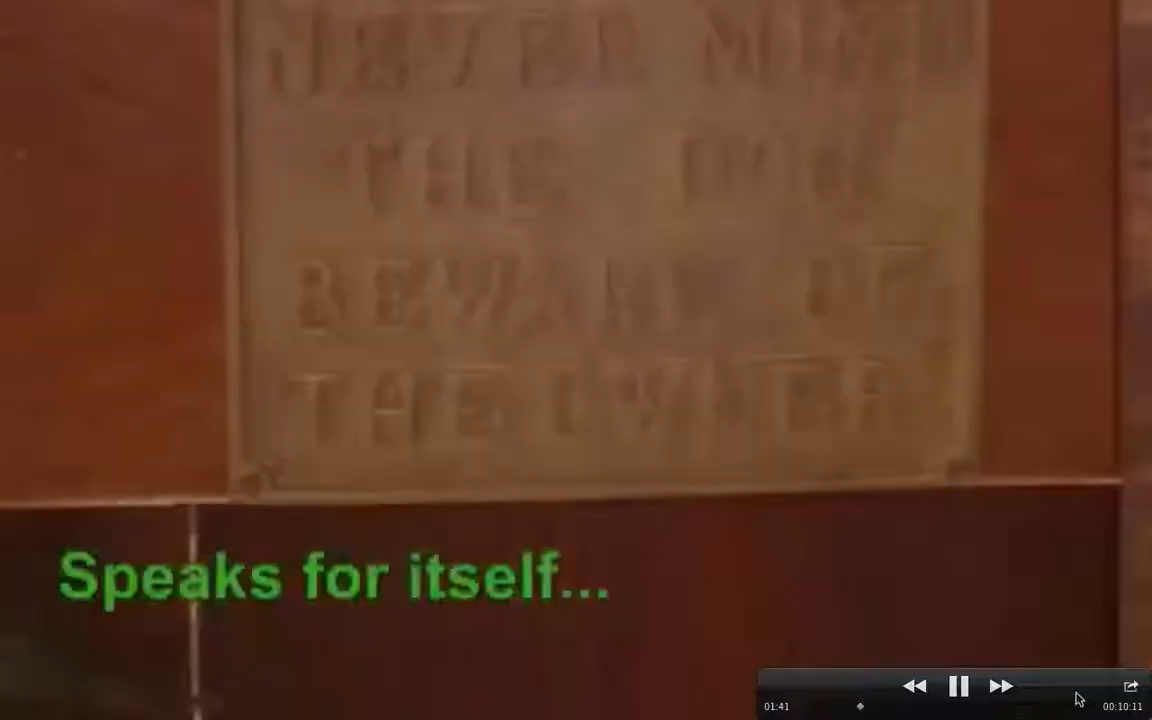 NEVER MIND
THE DOG
BEWARE OF
THE OWNER
Speaks for itself...
01:41
00:10:11